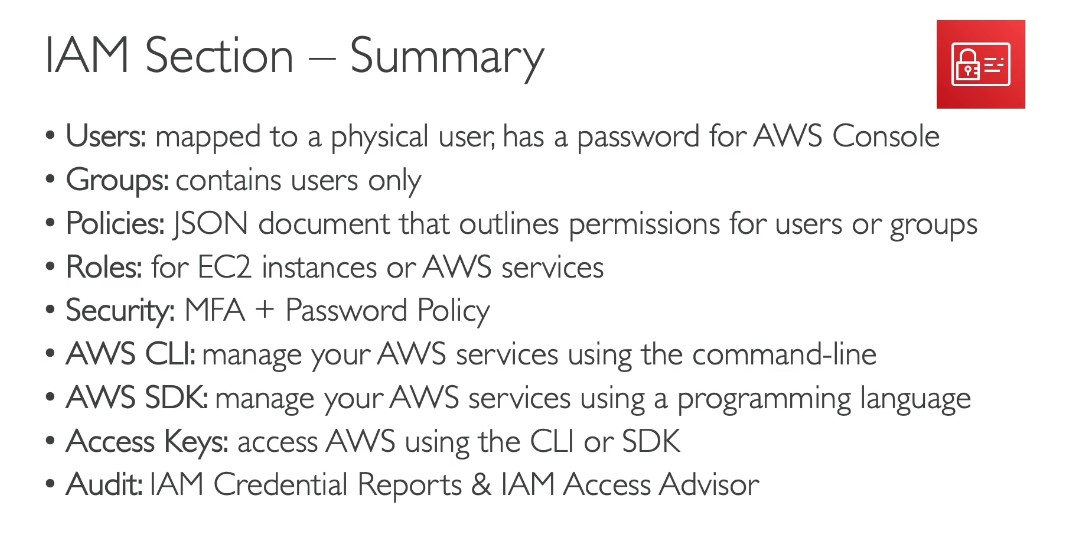 IAM Section – Summary
• Users: mapped to a physical user, has a password for AWS Console
• Groups: contains users only
• Policies: JSON document that outlines permissions for users or groups
• Roles: for EC2 instances or AWS services
• Security: MFA + Password Policy
• AWS CLI: manage your AWS services using the command-line
• AWS SDK: manage your AWS services using a programming language
• Access Keys: access AWS using the CLI or SDK
• Audit: IAM Credential Reports & IAM Access Advisor